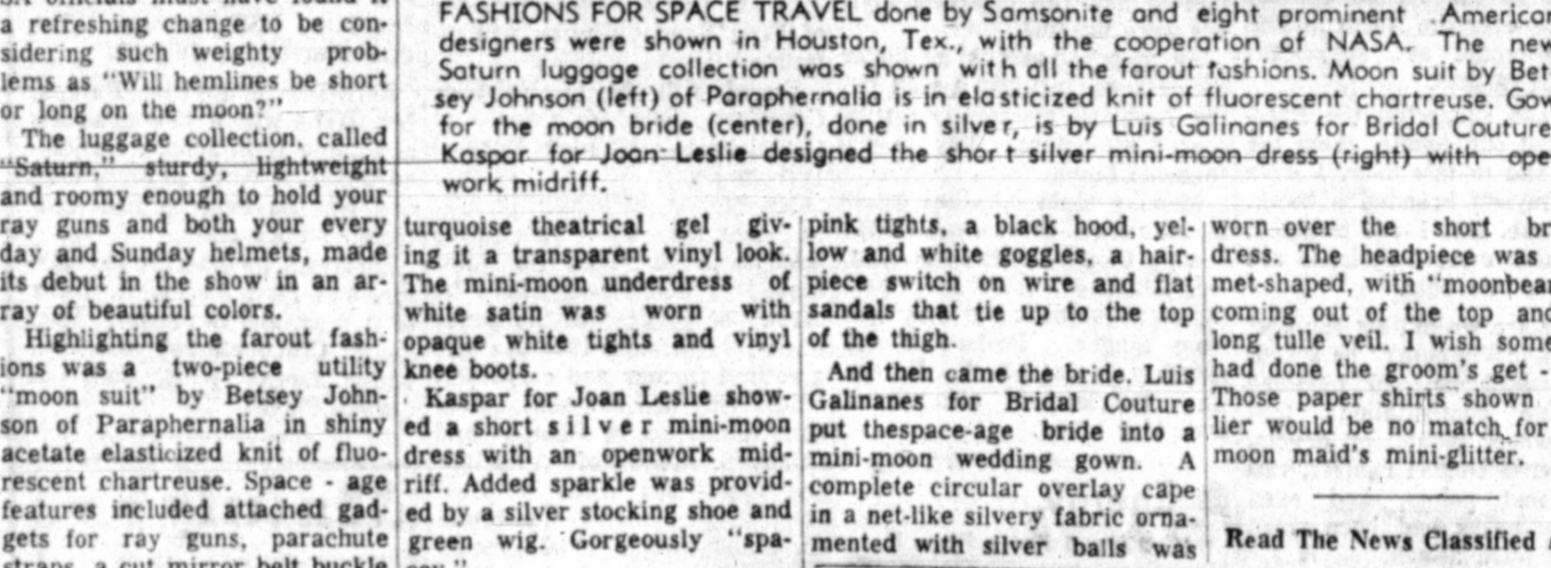 a refreshing change to be con-
sidering such weighty prob-
lems as "Will hemlines be short
or long on the moon?"
The luggage collection, called
"Saturn," sturdy, lightweight
and roomy enough to hold your
ray guns and both your every
day and Sunday helmets, made
its debut in the show in an ar-
ray of beautiful colors.
Highlighting the farout fash-
ions was a two-piece utility
"moon suit" by Betsey John-
son of Paraphernalia in shiny
acetate elasticized knit of fluo-
rescent chartreuse. Space - age
features included attached gad-
gets for ray guns, parachute
straps, a cut mirror belt buckle
FASHIONS FOR SPACE TRAVEL done by Samsonite and eight prominent American
designers were shown in Houston, Tex., with the cooperation of NASA. The new
Saturn luggage collection was shown with all the farout fashions. Moon suit by Bet-
sey Johnson (left) of Paraphernalia is in elasticized knit of fluorescent chartreuse. Gow
for the moon bride (center), done in silver, is by Luis Galinanes for Bridal Couture
Kaspar for Joan Leslie designed the short silver mini-moon dress (right) with ope
work midriff.
turquoise theatrical gel giv-
ing it a transparent vinyl look.
The mini-moon underdress of
white satin was worn with
opaque white tights and vinyl
knee boots.
Kaspar for Joan Leslie show-
ed a short silver mini-moon
dress with an openwork mid-
riff. Added sparkle was provid-
ed by a silver stocking shoe and
green wig. Gorgeously "spa-
pink tights, a black hood, yel-
low and white goggles, a hair-
piece switch on wire and flat
sandals that tie up to the top
of the thigh.
And then came the bride. Luis
Galinanes for Bridal Couture
put thespace-age bride into a
mini-moon wedding gown. A
complete circular overlay cape
in a net-like silvery fabric orna-
mented with silver balls was
worn over the short br
dress. The headpiece was
met-shaped, with "moonbea
coming out of the top and
long tulle veil. I wish some
had done the groom's get -
Those paper shirts shown
lier would be no match for
moon maid's mini-glitter.
Read The News Classified